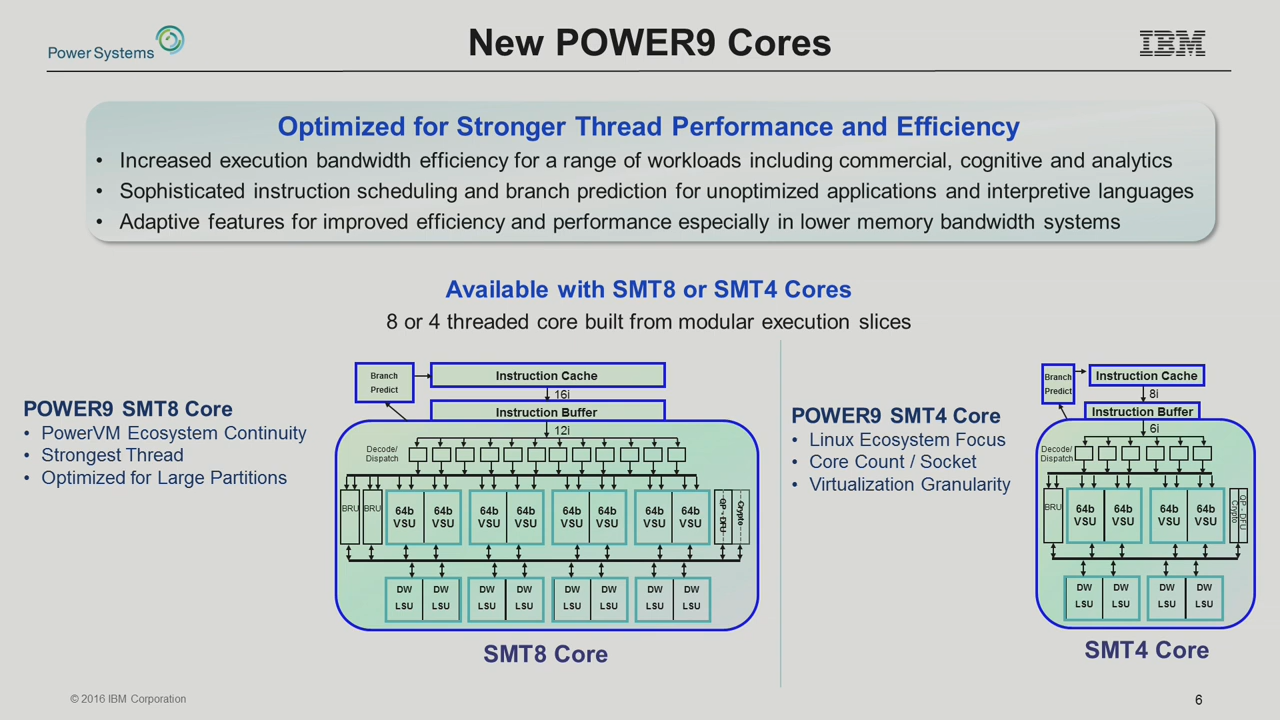 Power Systems
New POWER9 Cores
IBM
Optimized for Stronger Thread Performance and Efficiency
• Increased execution bandwidth efficiency for a range of workloads including commercial, cognitive and analytics
• Sophisticated instruction scheduling and branch prediction for unoptimized applications and interpretive languages
• Adaptive features for improved efficiency and performance especially in lower memory bandwidth systems
Available with SMT8 or SMT4 Cores
8 or 4 threaded core built from modular execution slices
POWER9 SMT8 Core
• PowerVM Ecosystem Continuity
• Strongest Thread
• Optimized for Large Partitions
Branch
Predict
Instruction Cache
16i
Instruction Buffer
12i
Decode/
Dispatch
BRU BRU
64b 64b 64b 64b 64b 64b 64b 64b
VSU VSU VSU VSU VSU VSU VSU VSU
QP - DFU
Crypto
DW DW DW DW DW DW DW DW
LSU LSU LSU LSU LSU LSU LSU LSU
SMT8 Core
POWER9 SMT4 Core
• Linux Ecosystem Focus
• Core Count / Socket
• Virtualization Granularity
Branch
Predict
Instruction Cache
8i
Instruction Buffer
6i
Decode/
Dispatch
BRU
64b 64b 64b 64b
VSU VSU VSU VSU
QP - DFU
Crypto
DW DW DW DW
LSU LSU LSU LSU
SMT4 Core
© 2016 IBM Corporation
6